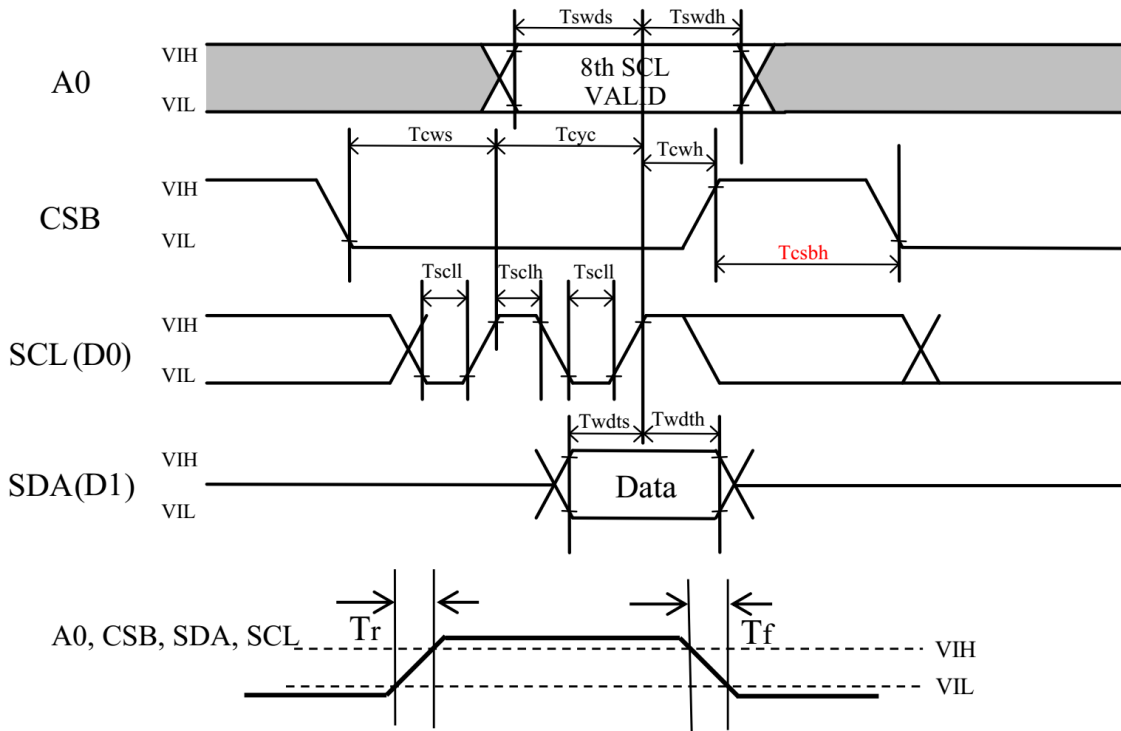 Tswds Tswdh
VIH
A0
VIL
8th SCL
VALID
Tcws Tcyc Tcwh
VIH
CSB
VIL
Tcsbh
Tscll Tsclh Tscll
VIH
SCL (D0)
VIL
Twdts Twdth
VIH
SDA(D1)
VIL
Data
A0, CSB, SDA, SCL
Tr Tf
VIH
VIL